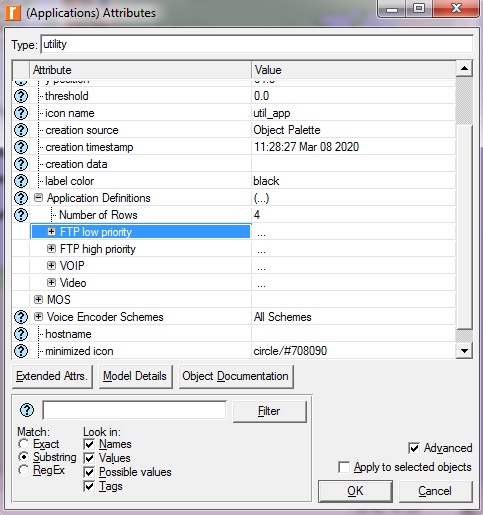 (Applications) Attributes
Type: utility
Attribute Value
threshold 0.0
icon name util_app
creation source Object Palette
creation timestamp 11:28:27 Mar 08 2020
creation data
label color black
Application Definitions (...)
Number of Rows 4
FTP low priority ...
FTP high priority ...
VOIP ...
Video ...
MOS
Voice Encoder Schemes All Schemes
hostname
minimized icon circle/#708090
Extended Attrs. Model Details Object Documentation
Filter
Match: Look in:
Exact Names
Substring Values
RegEx Possible values
Tags
Advanced
Apply to selected objects
OK Cancel